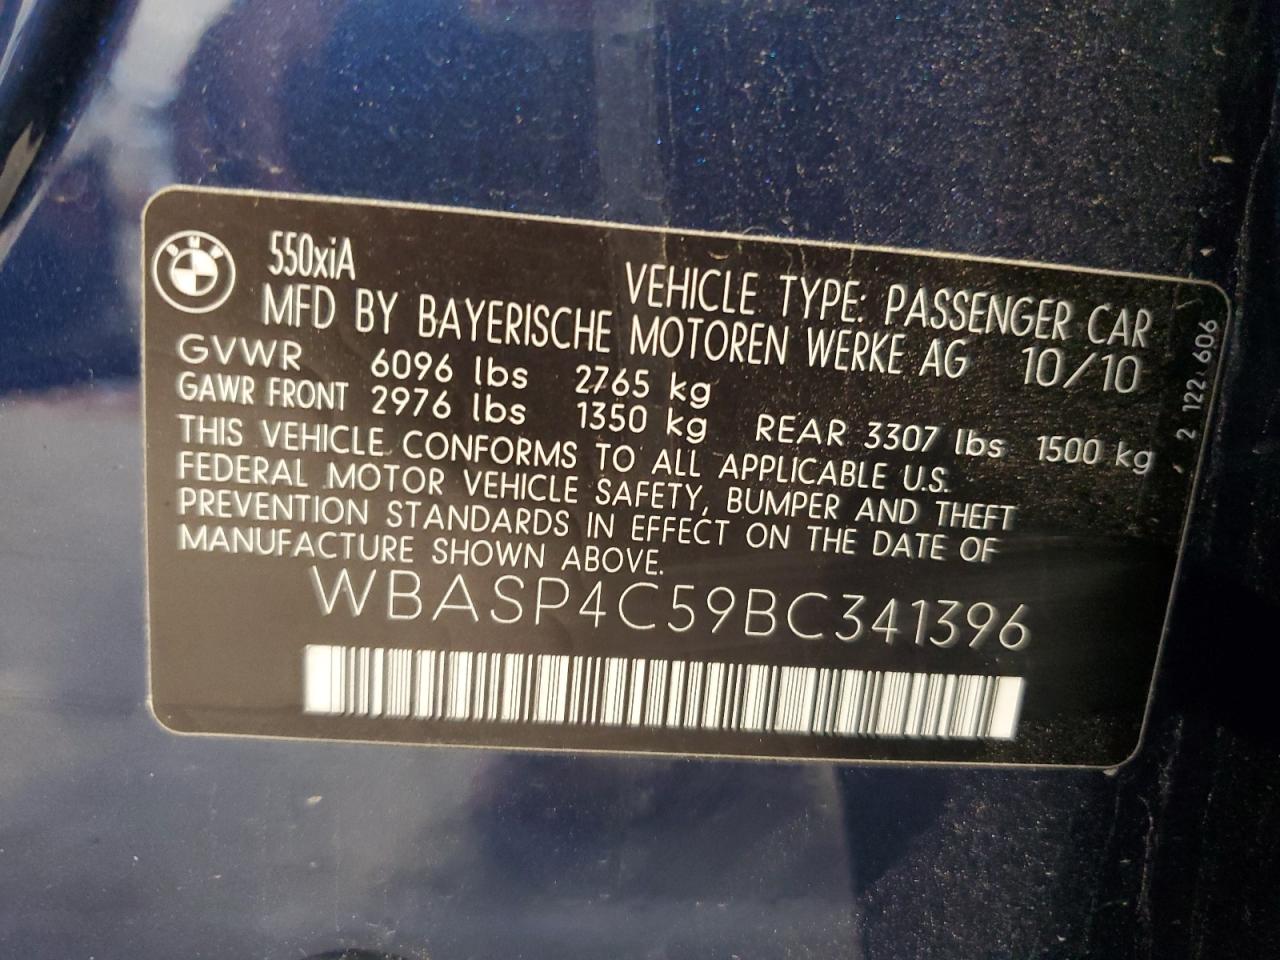 BMW
550xiA
VEHICLE TYPE: PASSENGER CAR
MFD BY BAYERISCHE MOTOREN WERKE AG 10/10
GVWR 6096 lbs 2765 kg
GAWR FRONT 2976 lbs 1350 kg REAR 3307 lbs 1500 kg
THIS VEHICLE CONFORMS TO ALL APPLICABLE U.S.
FEDERAL MOTOR VEHICLE SAFETY, BUMPER AND THEFT
PREVENTION STANDARDS IN EFFECT ON THE DATE OF
MANUFACTURE SHOWN ABOVE.
WBASP4C59BC341396
2 122 606